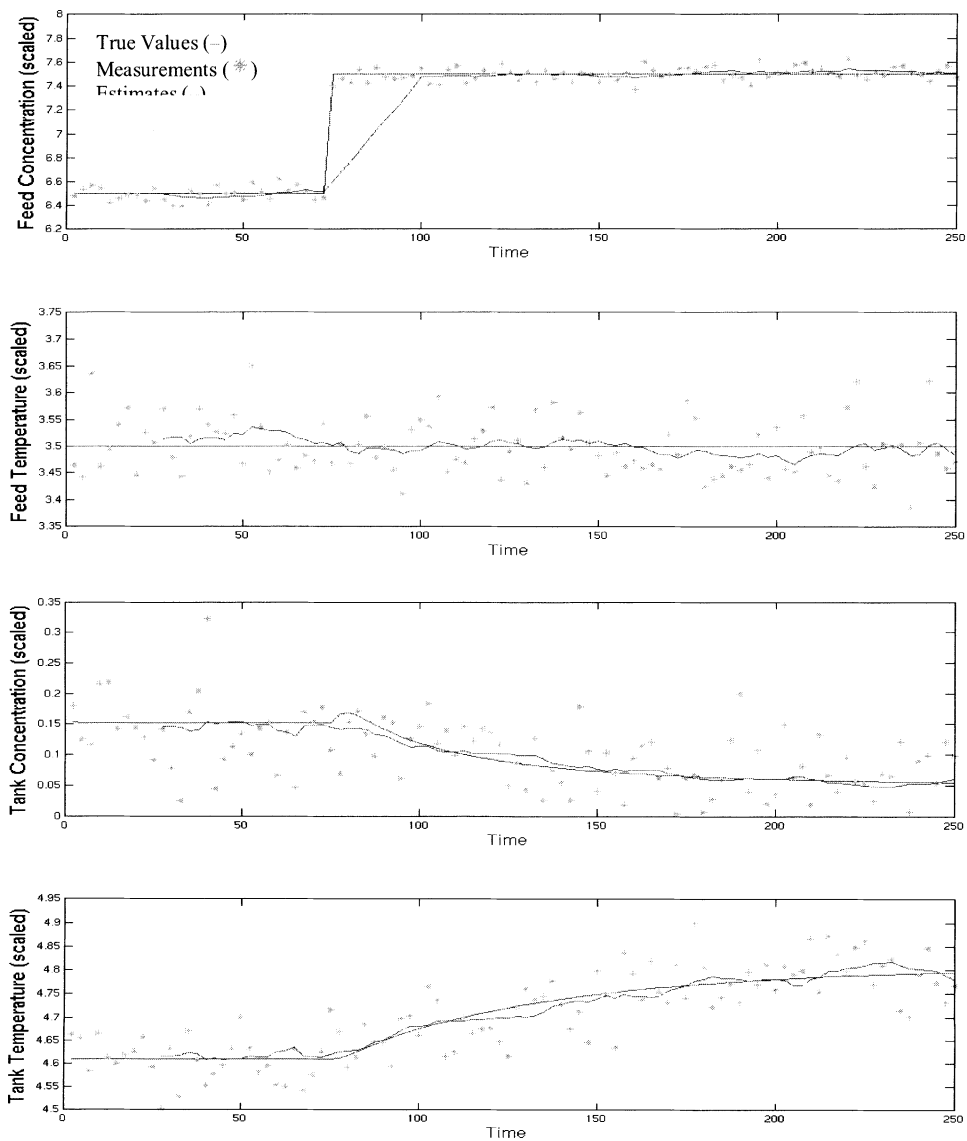 8
7.8
7.6
7.4
7.2
7
6.8
6.6
6.4
6.2
Feed Concentration (scaled)
True Values (–)
Measurements ( * )
Estimates (
0 50 100 150 200 250
Time
3.75
3.7
3.65
3.6
3.55
3.5
3.45
3.4
3.35
Feed Temperature (scaled)
0 50 100 150 200 250
Time
0.35
0.3
0.25
0.2
0.15
0.1
0.05
0
Tank Concentration (scaled)
0 50 100 150 200 250
Time
4.95
4.9
4.85
4.8
4.75
4.7
4.65
4.6
4.55
4.5
Tank Temperature (scaled)
0 50 100 150 200 250
Time